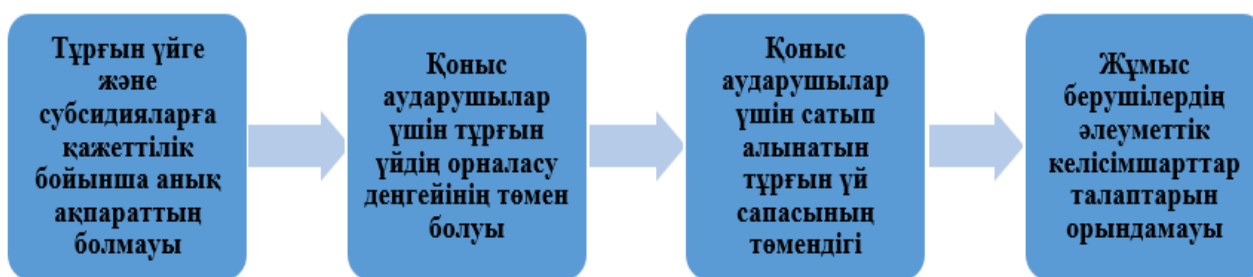 Тұрғын үйге
және
субсидияларға
қажеттілік
бойынша анық
ақпараттың
болмауы
Қоныс
аударушылар
үшін тұрғын
үйдің орналасу
деңгейінің төмен
болуы
Қоныс
аударушылар
үшін сатып
алынатын
тұрғын үй
сапасының
төмендігі
Жұмыс
берушілердің
әлеуметтік
келісімшарттар
талаптарын
орындамауы